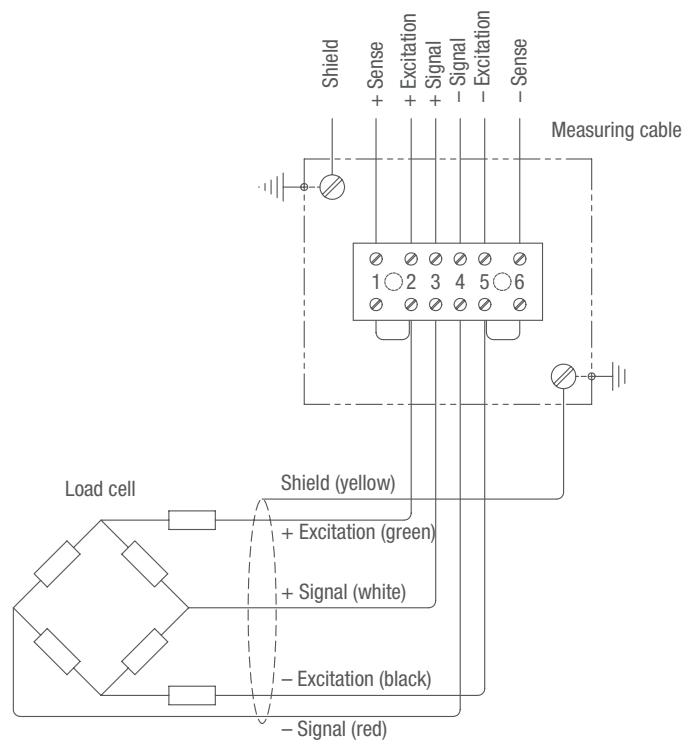 Shield
+ Sense
+ Excitation
+ Signal
– Signal
– Excitation
– Sense
Measuring cable
1 2 3 4 5 6
Load cell
Shield (yellow)
+ Excitation (green)
+ Signal (white)
– Excitation (black)
– Signal (red)